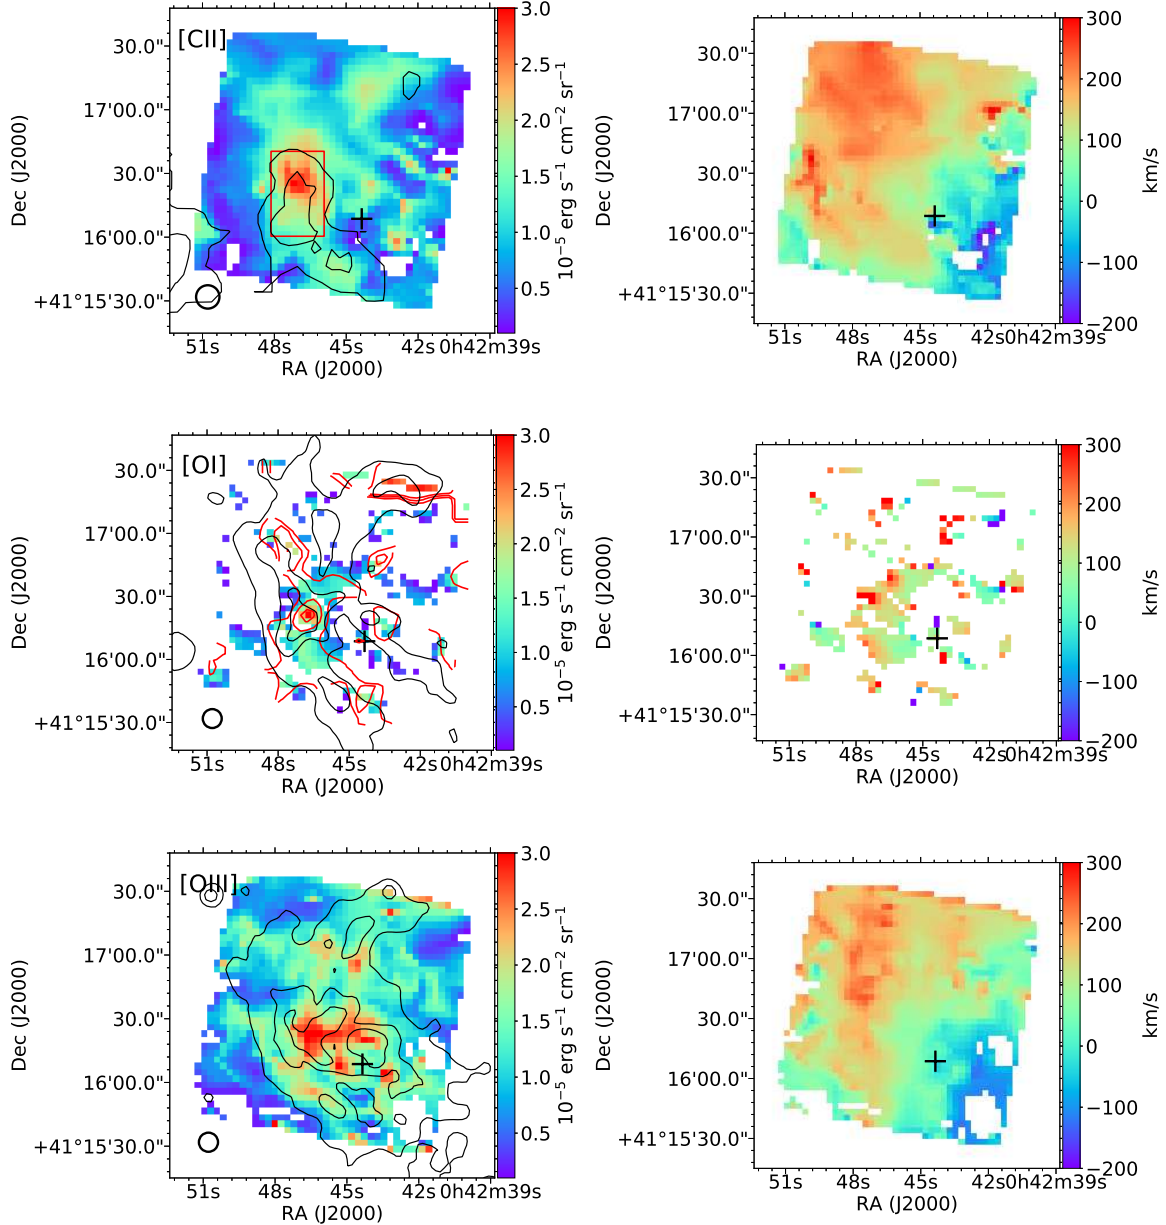 [CII]
30.0"
17'00.0"
30.0"
16'00.0"
+41°15'30.0"
Dec (J2000)
51s 48s 45s 42s 0h42m39s
RA (J2000)
3.0
2.5
2.0
1.5
1.0
0.5
10⁻⁵ erg s⁻¹ cm⁻² sr⁻¹
30.0"
17'00.0"
30.0"
16'00.0"
+41°15'30.0"
Dec (J2000)
51s 48s 45s 42s 0h42m39s
RA (J2000)
300
200
100
0
−100
−200
km/s
[OI]
30.0"
17'00.0"
30.0"
16'00.0"
+41°15'30.0"
Dec (J2000)
51s 48s 45s 42s 0h42m39s
RA (J2000)
3.0
2.5
2.0
1.5
1.0
0.5
10⁻⁵ erg s⁻¹ cm⁻² sr⁻¹
30.0"
17'00.0"
30.0"
16'00.0"
+41°15'30.0"
Dec (J2000)
51s 48s 45s 42s 0h42m39s
RA (J2000)
300
200
100
0
−100
−200
km/s
[OIII]
30.0"
17'00.0"
30.0"
16'00.0"
+41°15'30.0"
Dec (J2000)
51s 48s 45s 42s 0h42m39s
RA (J2000)
3.0
2.5
2.0
1.5
1.0
0.5
10⁻⁵ erg s⁻¹ cm⁻² sr⁻¹
30.0"
17'00.0"
30.0"
16'00.0"
+41°15'30.0"
Dec (J2000)
51s 48s 45s 42s 0h42m39s
RA (J2000)
300
200
100
0
−100
−200
km/s